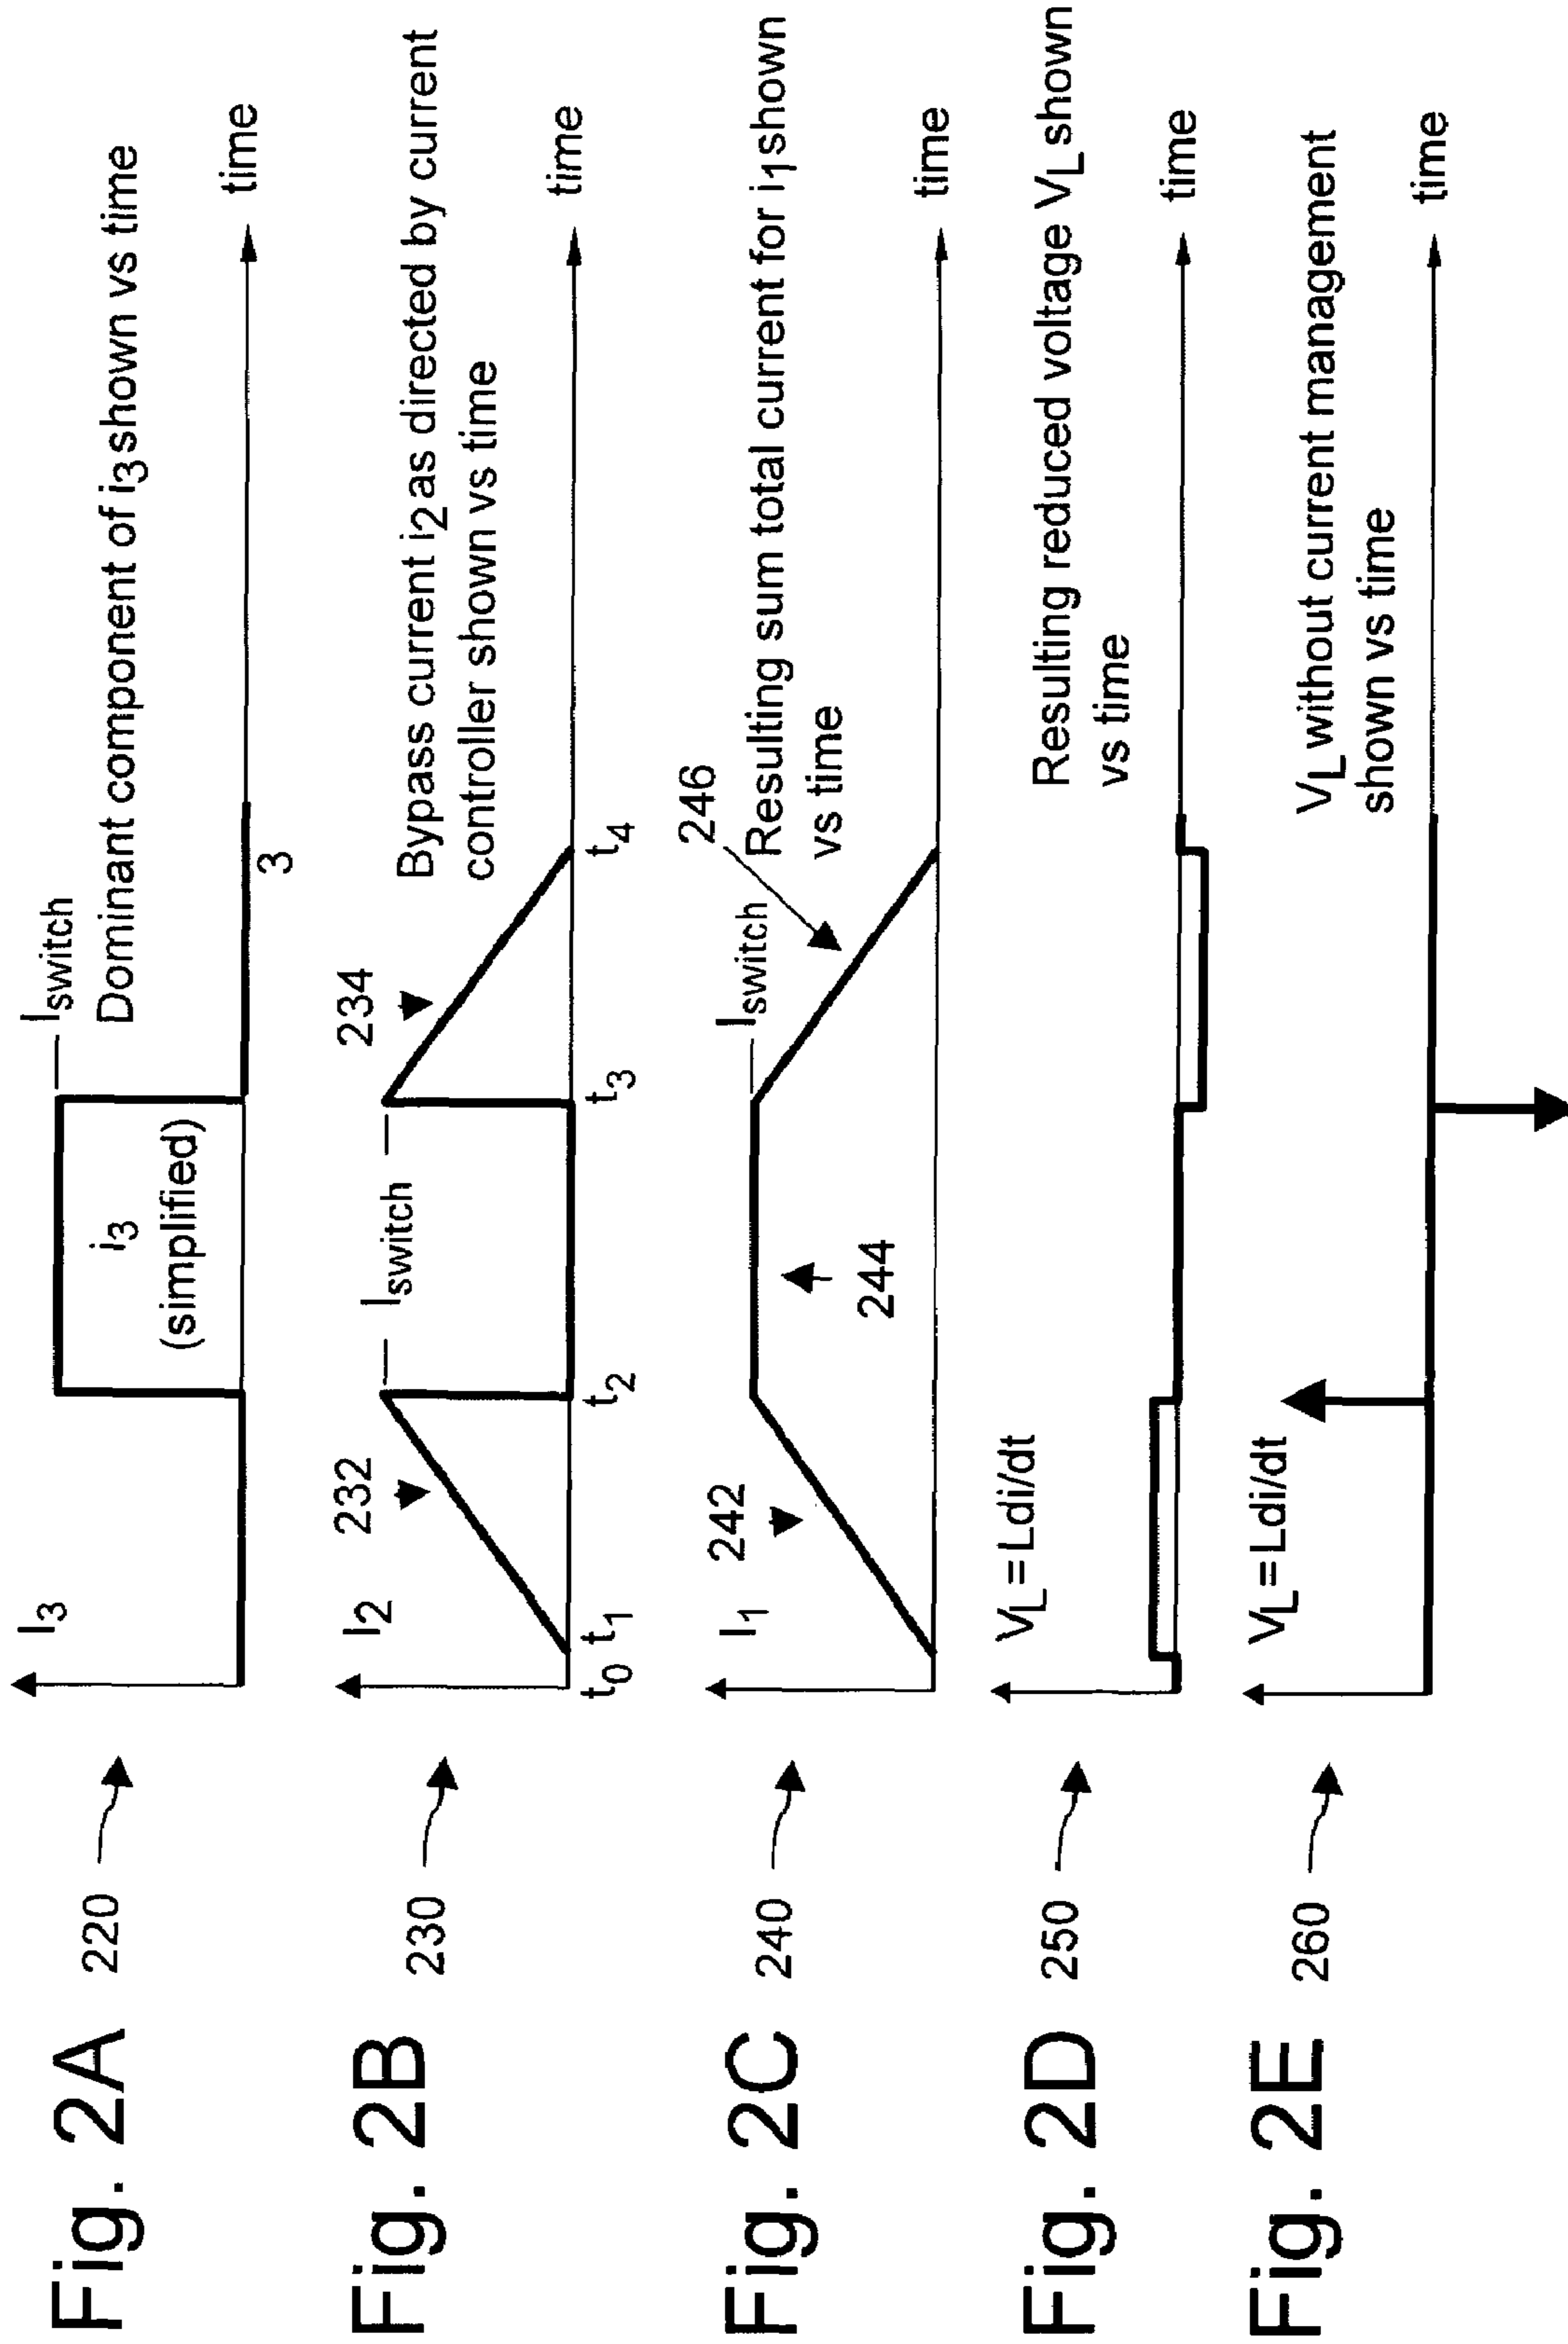 Fig. 2A
220
I3
i3
(simplified)
Iswitch
Dominant component of i3 shown vs time
3
time
Fig. 2B
230
I2
232
Iswitch
234
Bypass current i2 as directed by current
controller shown vs time
t0 t1 t2 t3 t4
time
Fig. 2C
240
I1
242
244
Iswitch
246
Resulting sum total current for i1 shown
vs time
time
Fig. 2D
250
VL = Ldi/dt
Resulting reduced voltage VL shown
vs time
time
Fig. 2E
260
VL = Ldi/dt
VL without current management
shown vs time
time